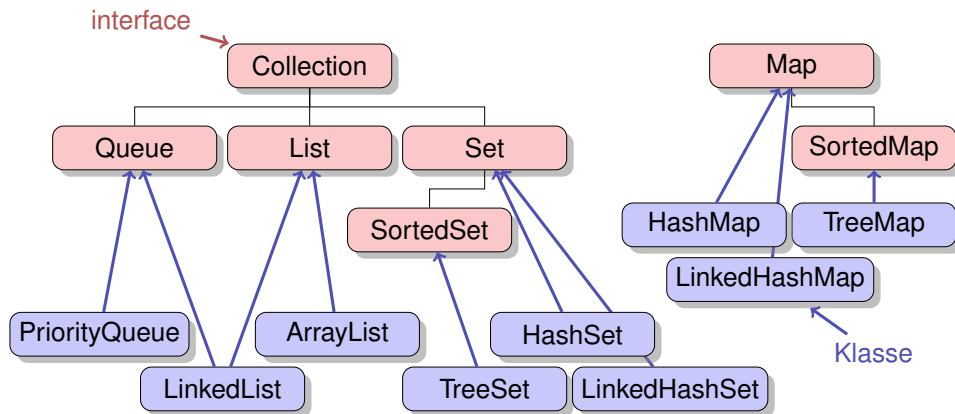 interface
Collection
Map
Queue
List
Set
SortedMap
SortedSet
HashMap
TreeMap
LinkedHashMap
PriorityQueue
ArrayList
HashSet
Klasse
LinkedList
TreeSet
LinkedHashSet